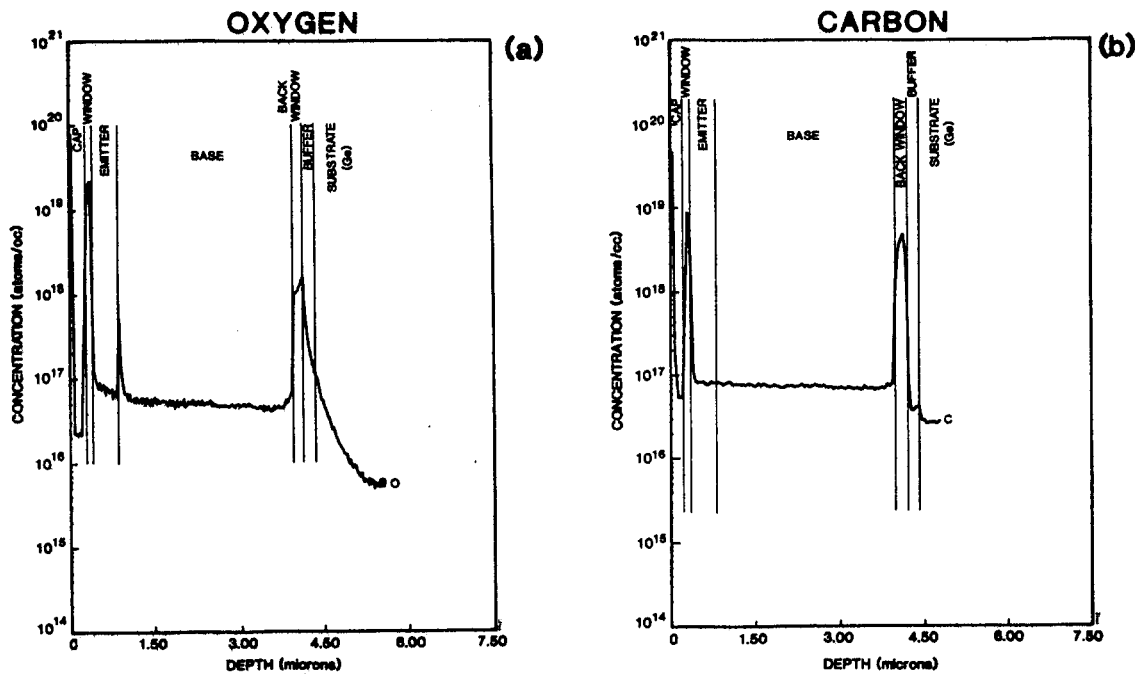 OXYGEN
(a)
CONCENTRATION (atoms/cc)
10^21
10^20
10^19
10^18
10^17
10^16
10^15
10^14
CAP
WINDOW
EMITTER
BASE
BACK
WINDOW
BUFFER
SUBSTRATE
(Ge)
O
0
1.50
3.00
4.50
6.00
7.50
DEPTH (microns)
CARBON
(b)
CONCENTRATION (atoms/cc)
10^21
10^20
10^19
10^18
10^17
10^16
10^15
10^14
CAP
WINDOW
EMITTER
BASE
BACK WINDOW
BUFFER
SUBSTRATE
(Ge)
C
0
1.50
3.00
4.50
6.00
7.50
DEPTH (microns)